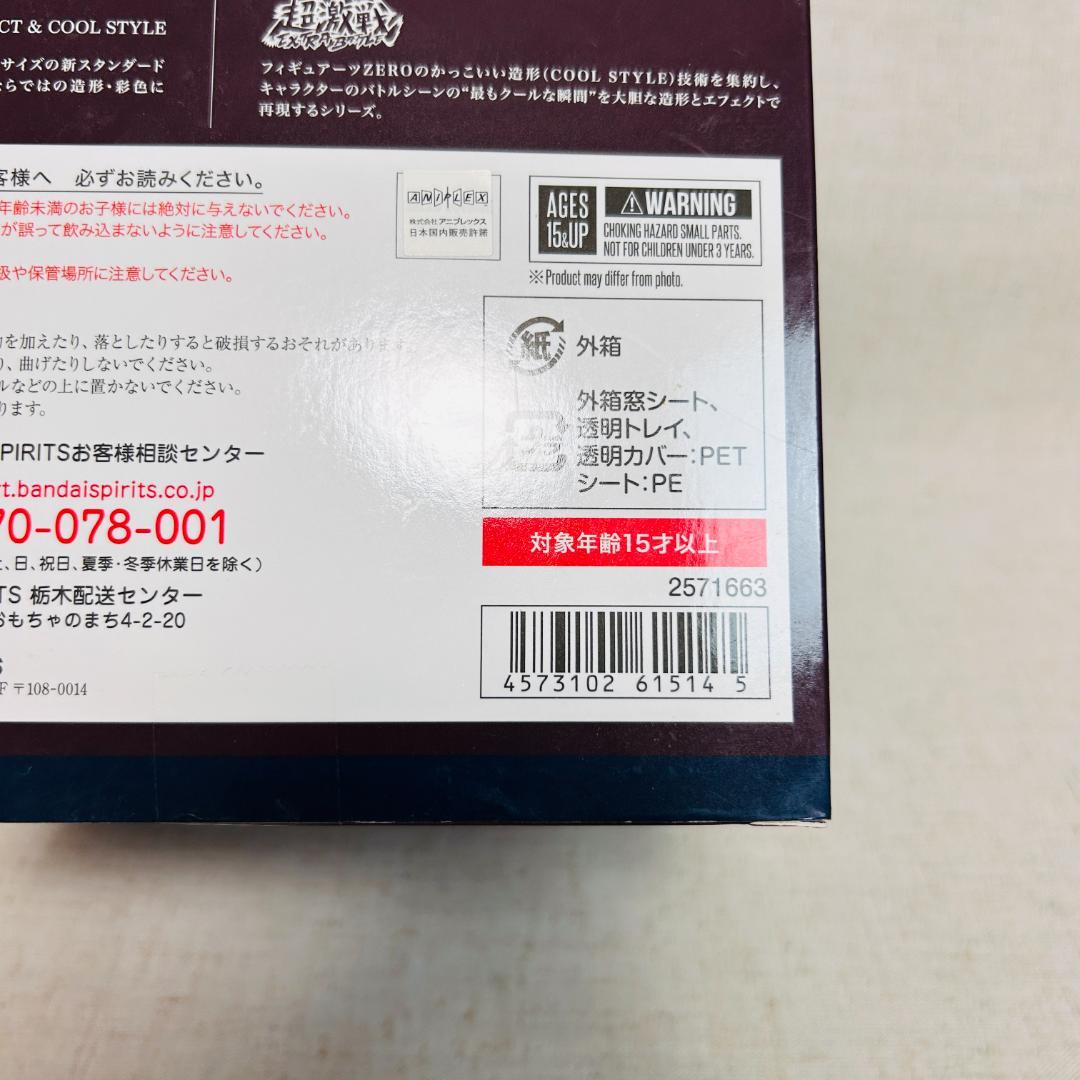 CT & COOL STYLE
サイズの新スタンダード
ならではの造形・彩色に
超激戦
EXTRA BATTLE
フィギュアーツZEROのかっこいい造形(COOL STYLE)技術を集約し、
キャラクターのバトルシーンの“最もクールな瞬間”を大胆な造形とエフェクトで
再現するシリーズ。
客様へ 必ずお読みください。
年齢未満のお子様には絶対に与えないでください。
が誤って飲み込まないように注意してください。
扱や保管場所に注意してください。
を加えたり、落としたりすると破損するおそれがあります。
り、曲げたりしないでください。
ルなどの上に置かないでください。
ります。
PIRITSお客様相談センター
rt.bandaispirits.co.jp
70-078-001
、日、祝日、夏季・冬季休業日を除く)
TS 栃木配送センター
おもちゃのまち4-2-20
S
F 〒108-0014
ANIPLEX
株式会社アニプレックス
日本国内販売許諾
AGES
15&UP
WARNING
CHOKING HAZARD SMALL PARTS.
NOT FOR CHILDREN UNDER 3 YEARS.
※Product may differ from photo.
紙
外箱
外箱窓シート、
透明トレイ、
透明カバー:PET
シート:PE
対象年齢15才以上
2571663
4573102 61514 5